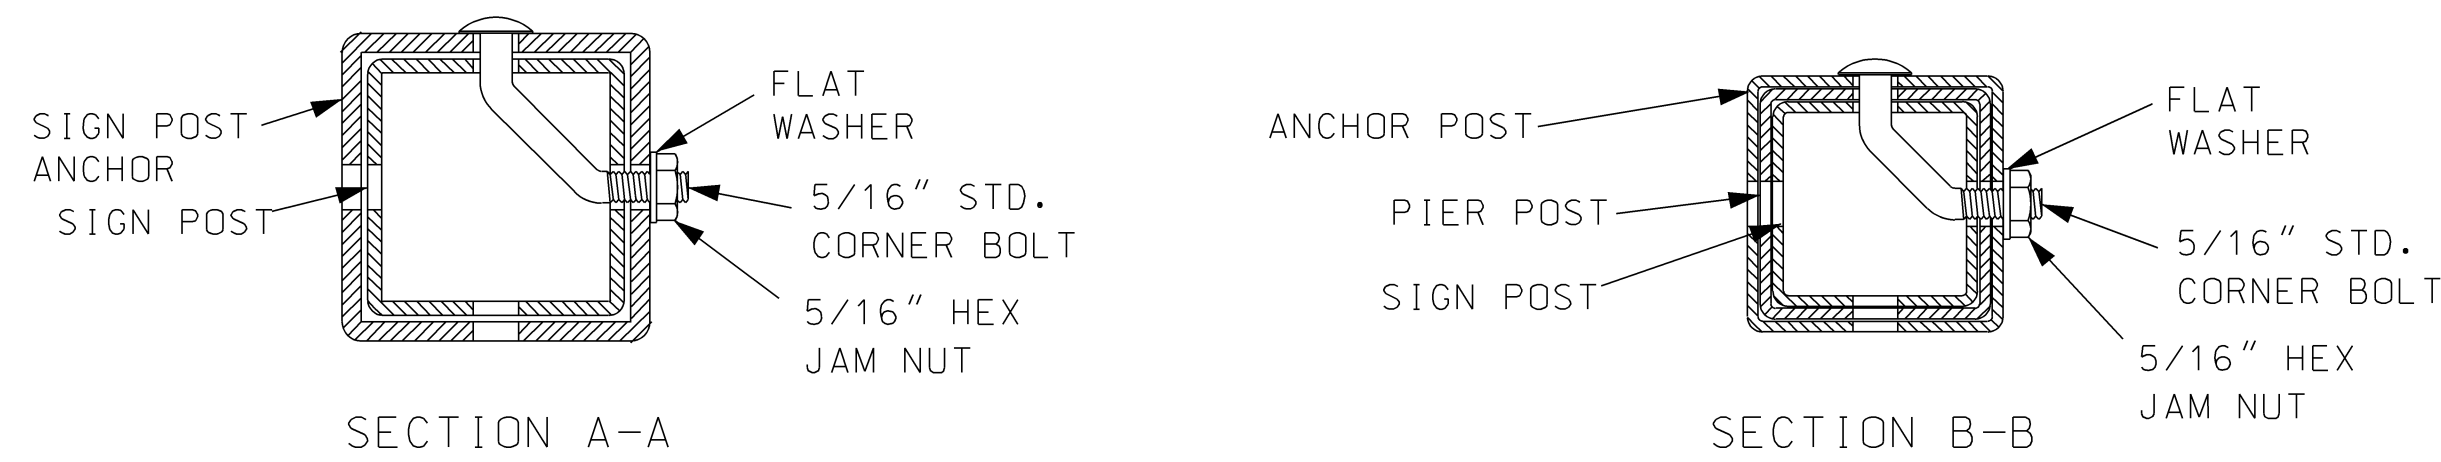 FLAT
WASHER
SIGN POST
ANCHOR
SIGN POST
5/16" STD.
CORNER BOLT
5/16" HEX
JAM NUT
SECTION A-A
FLAT
WASHER
ANCHOR POST
PIER POST
SIGN POST
5/16" STD.
CORNER BOLT
5/16" HEX
JAM NUT
SECTION B-B